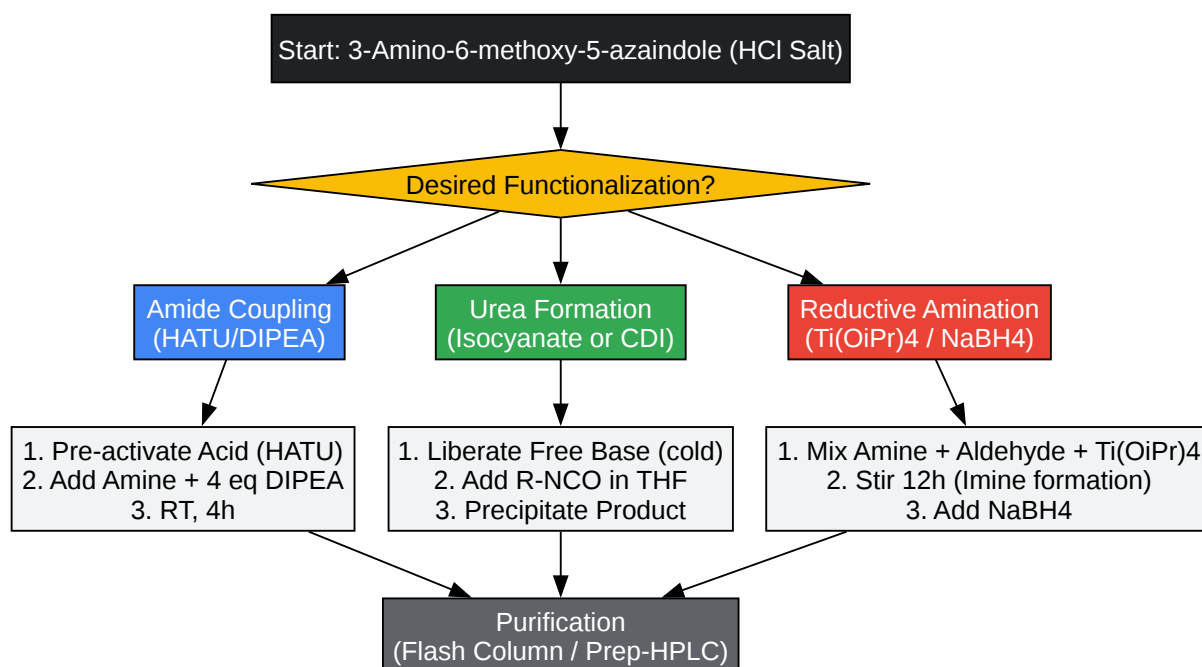 Start: 3-Amino-6-methoxy-5-azaindole (HCl Salt)
Desired Functionalization?
Amide Coupling
(HATU/DIPEA)
Urea Formation
(Isocyanate or CDI)
Reductive Amination
(Ti(OiPr)4 / NaBH4)
1. Pre-activate Acid (HATU)
2. Add Amine + 4 eq DIPEA
3. RT, 4h
1. Liberate Free Base (cold)
2. Add R-NCO in THF
3. Precipitate Product
1. Mix Amine + Aldehyde + Ti(OiPr)4
2. Stir 12h (Imine formation)
3. Add NaBH4
Purification
(Flash Column / Prep-HPLC)